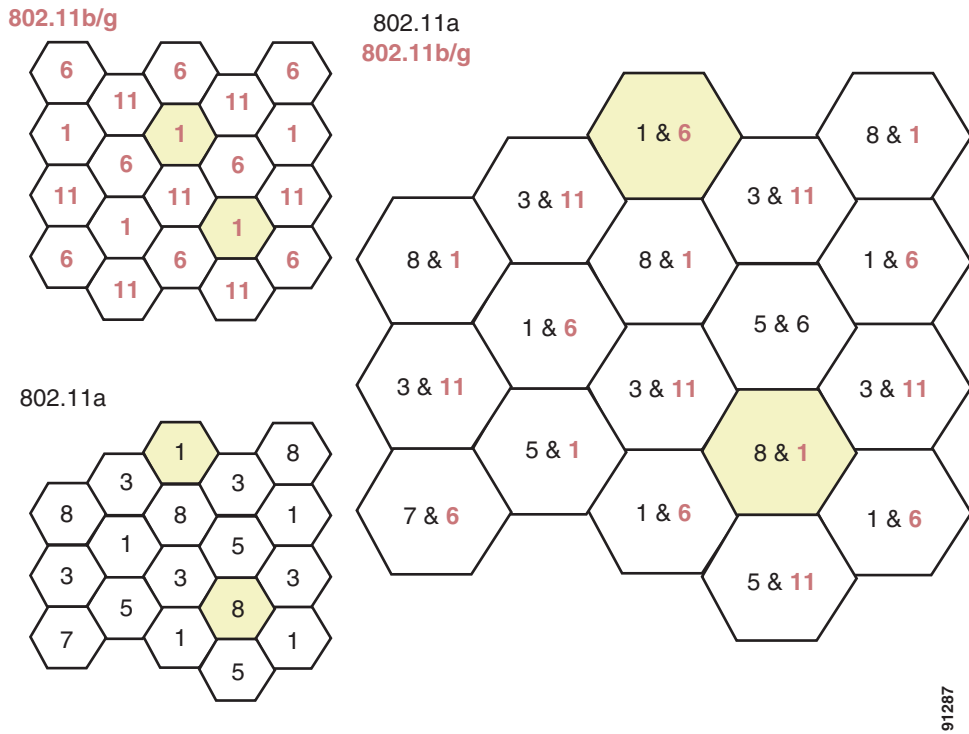 802.11b/g
6 6 6
11 11
1 1 1
6 6
11 11 11
1 1
6 6 6
11 11
802.11a
1 8
3 3
8 8 1
1 5
3 3 3
5 8
7 1 1
5
802.11a
802.11b/g
1 & 6 8 & 1
3 & 11 3 & 11
8 & 1 8 & 1 1 & 6
1 & 6 5 & 6
3 & 11 3 & 11 3 & 11
5 & 1 8 & 1
7 & 6 1 & 6 1 & 6
5 & 11
91287